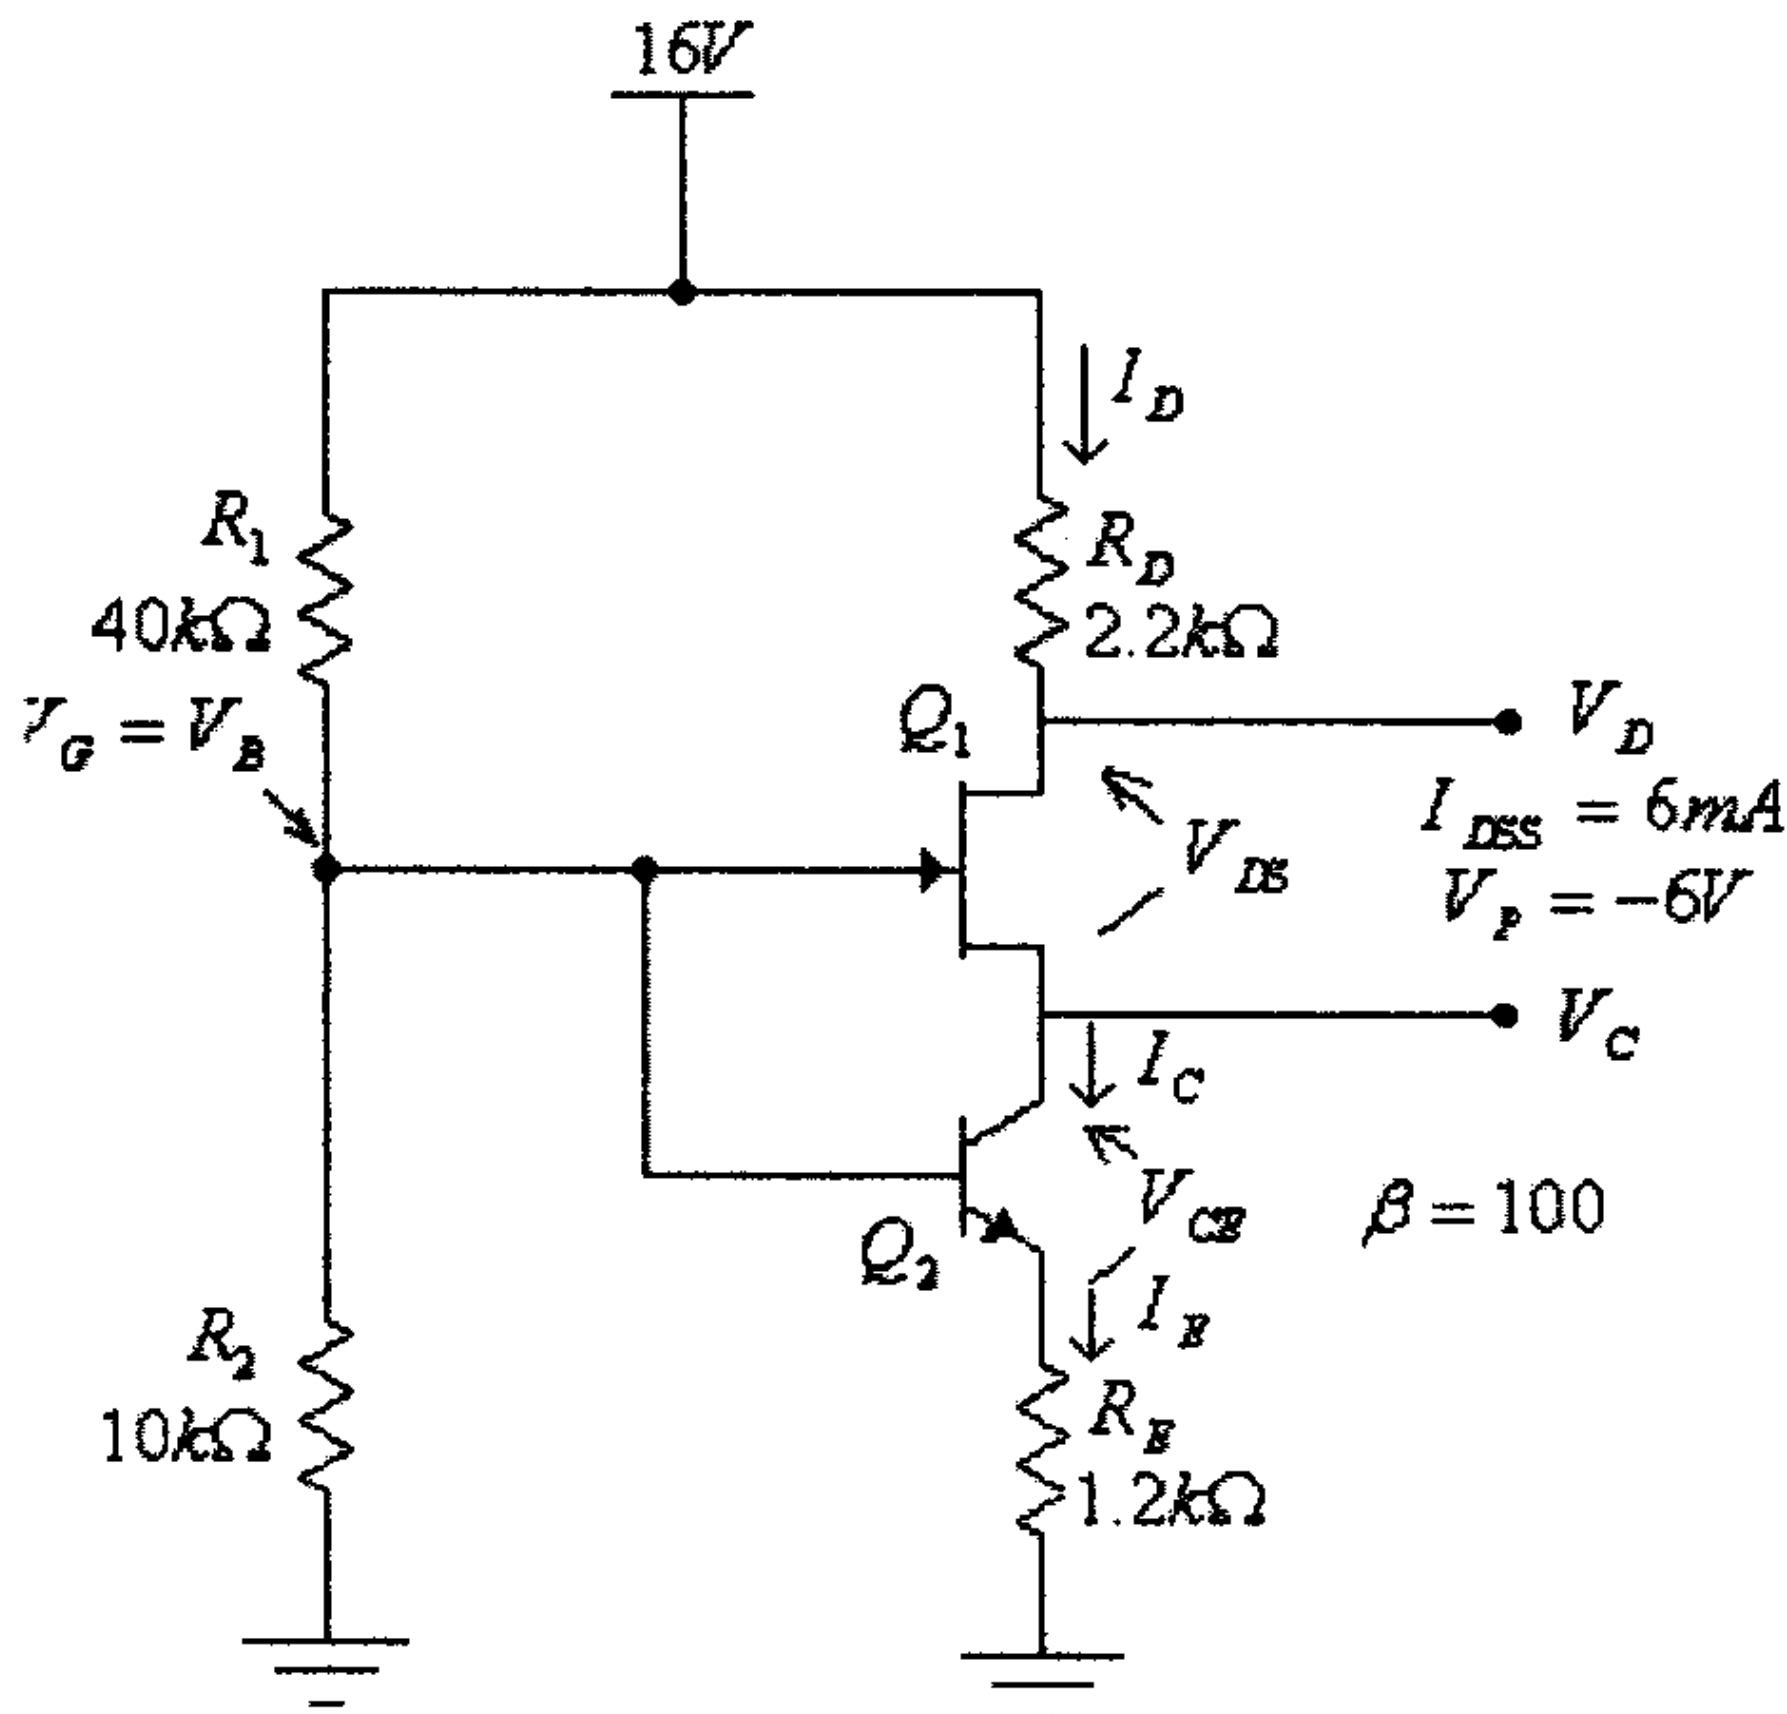 16V
I_D
R_1
40kΩ
R_D
2.2kΩ
V_G = V_B
Q_1
V_D
I_DSS = 6mA
V_P = -6V
V_DS
V_C
I_C
V_CE
β = 100
Q_2
I_E
R_2
10kΩ
R_E
1.2kΩ